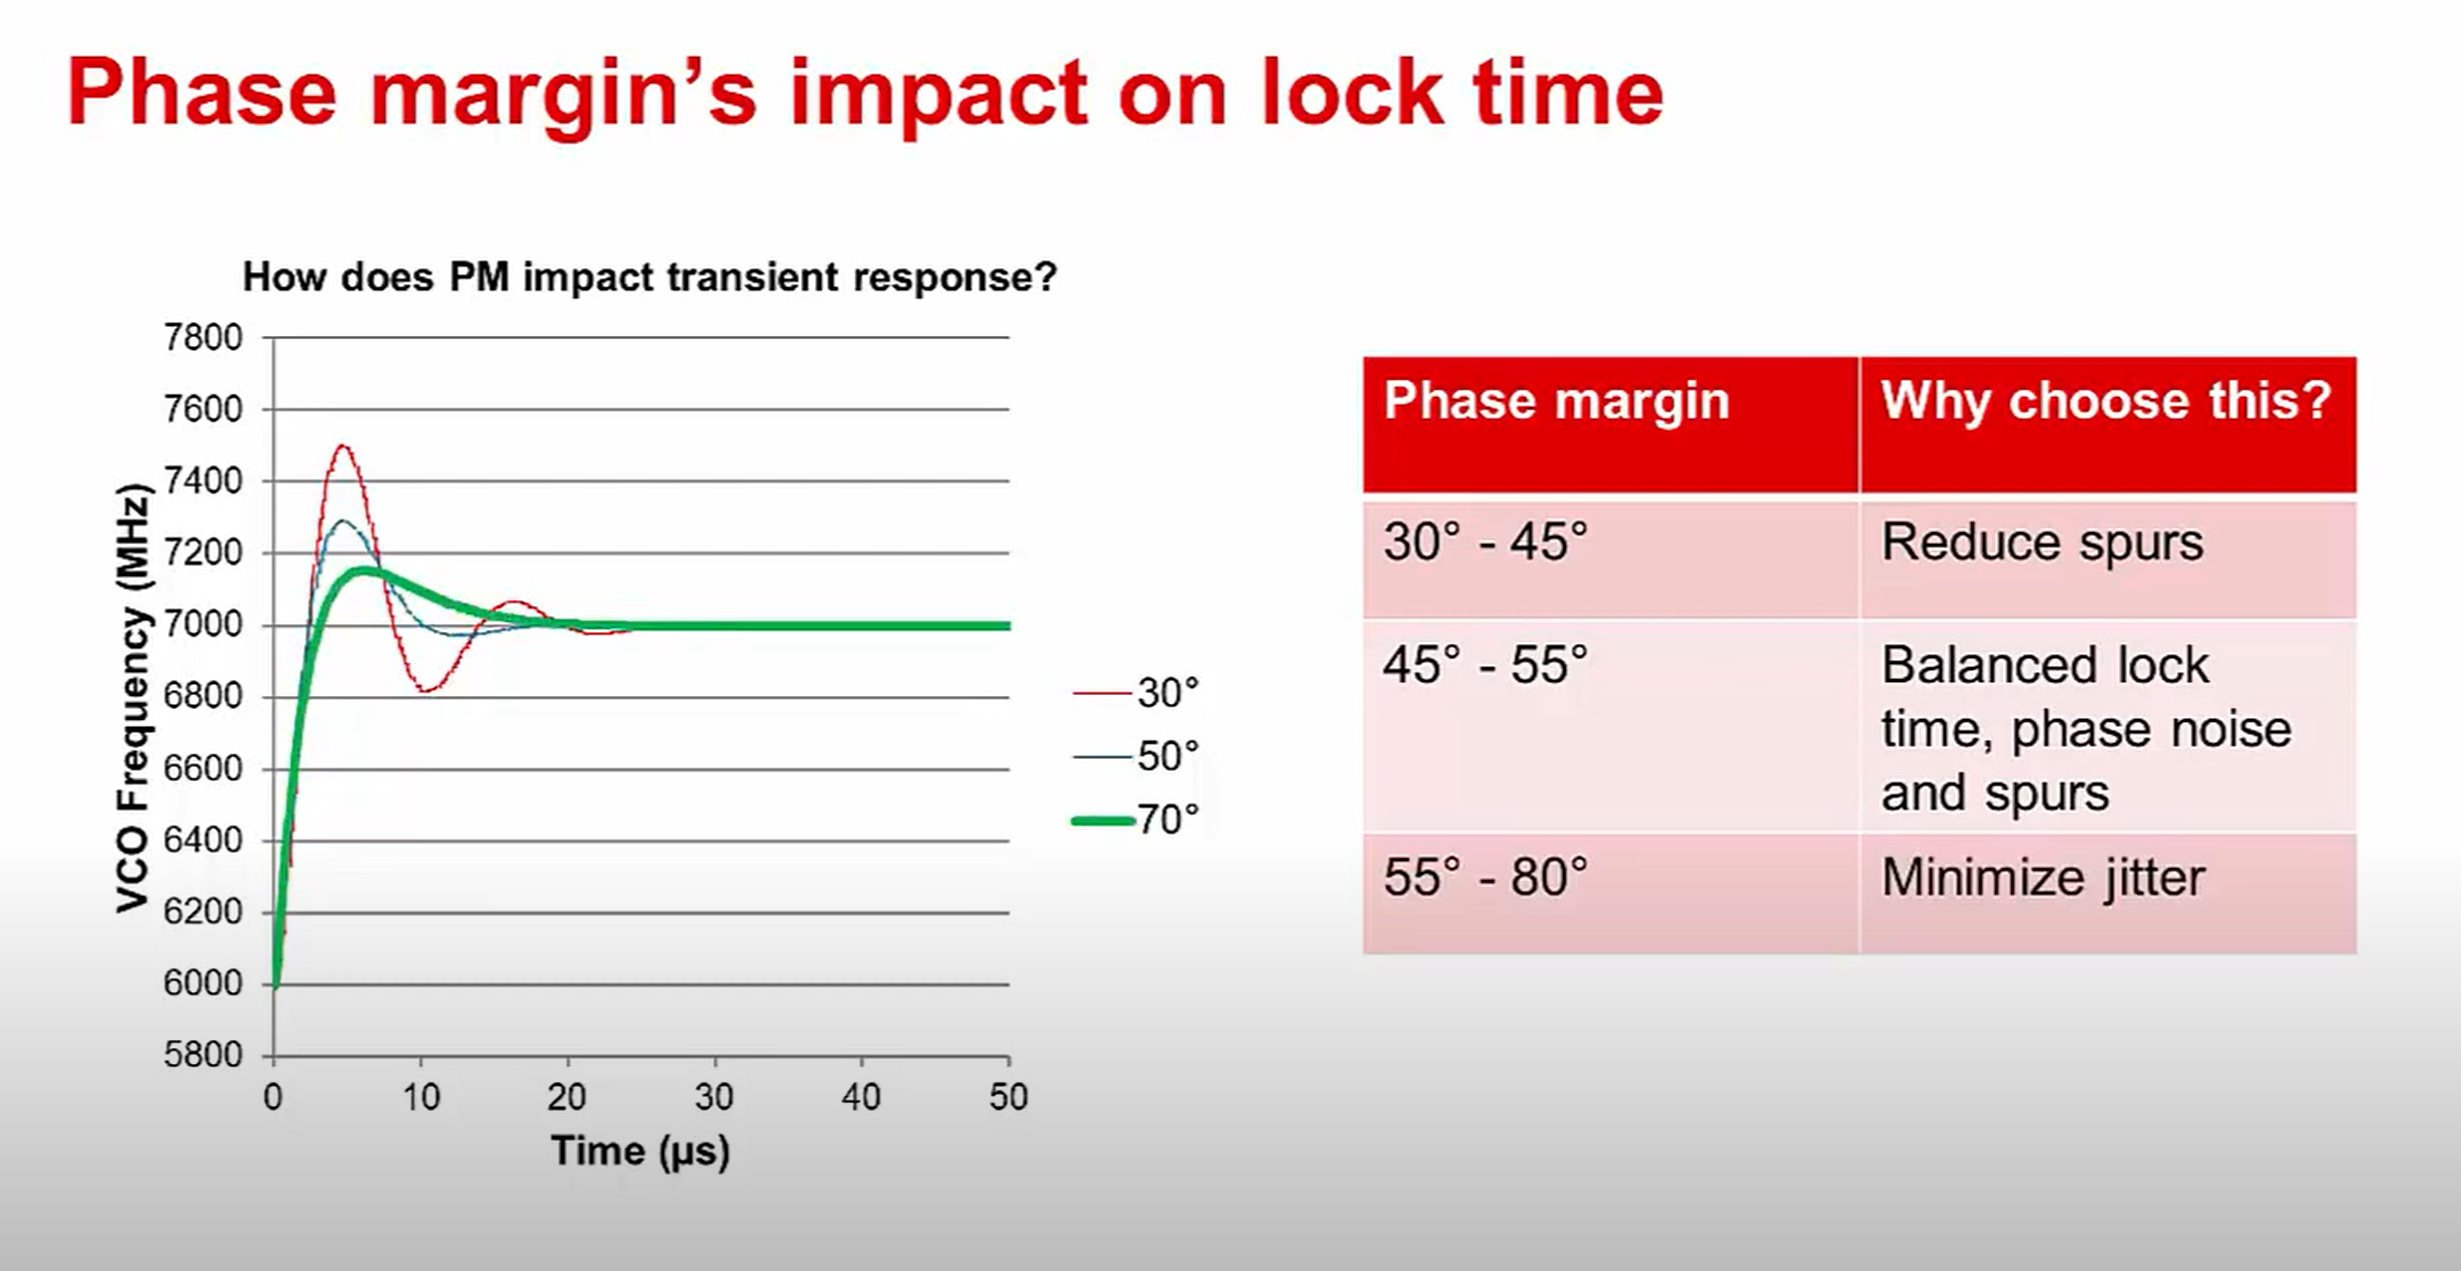 Phase margin’s impact on lock time
How does PM impact transient response?
VCO Frequency (MHz)
7800
7600
7400
7200
7000
6800
6600
6400
6200
6000
5800
0 10 20 30 40 50
Time (µs)
30°
50°
70°
Phase margin Why choose this?
30° - 45° Reduce spurs
45° - 55° Balanced lock
time, phase noise
and spurs
55° - 80° Minimize jitter